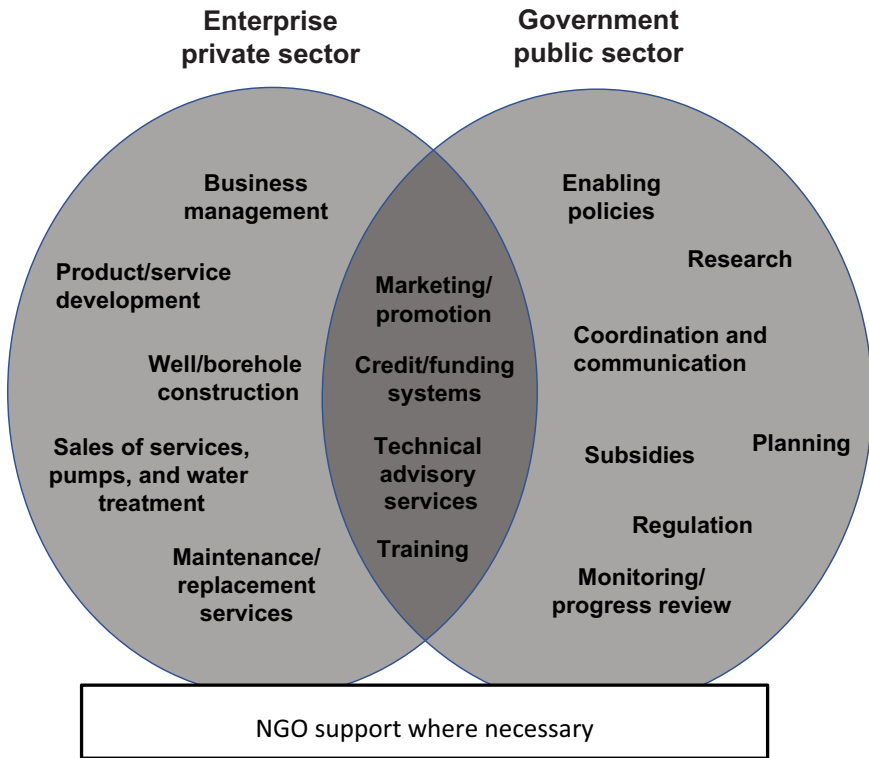 Enterprise
private sector
Government
public sector
Business
management
Product/service
development
Well/borehole
construction
Sales of services,
pumps, and water
treatment
Maintenance/
replacement
services
Marketing/
promotion
Credit/funding
systems
Technical
advisory
services
Training
Enabling
policies
Research
Coordination and
communication
Subsidies
Planning
Regulation
Monitoring/
progress review
NGO support where necessary